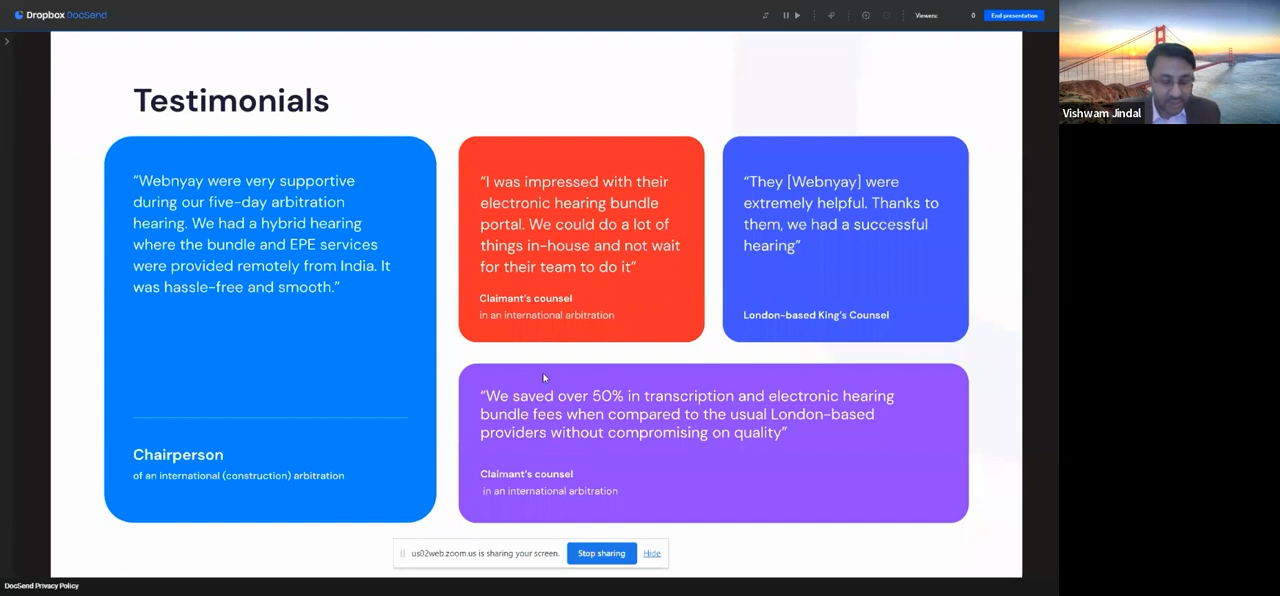 Dropbox DocSend
Viewers:
0
End presentation
Vishwam Jindal
Testimonials
“Webnyay were very supportive
during our five-day arbitration
hearing. We had a hybrid hearing
where the bundle and EPE services
were provided remotely from India. It
was hassle-free and smooth.”
Chairperson
of an international (construction) arbitration
“I was impressed with their
electronic hearing bundle
portal. We could do a lot of
things in-house and not wait
for their team to do it”
Claimant’s counsel
in an international arbitration
“They [Webnyay] were
extremely helpful. Thanks to
them, we had a successful
hearing”
London-based King’s Counsel
“We saved over 50% in transcription and electronic hearing
bundle fees when compared to the usual London-based
providers without compromising on quality”
Claimant’s counsel
in an international arbitration
us02web.zoom.us is sharing your screen.
Stop sharing
Hide
DocSend Privacy Policy